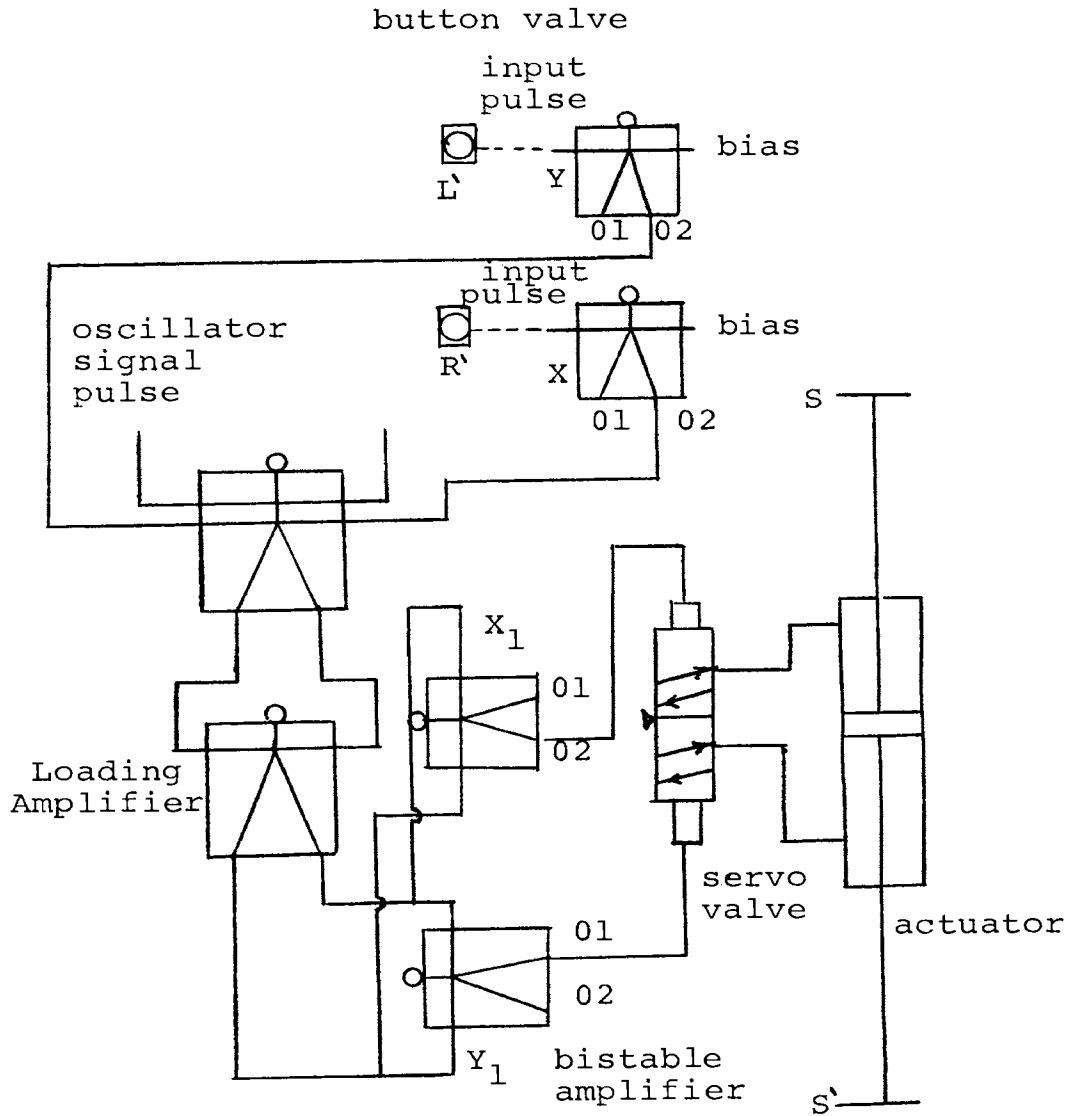 button valve
input
pulse
bias
L`
Y
01 02
input
pulse
bias
R`
X
01 02
oscillator
signal
pulse
S
X1
01
02
Loading
Amplifier
servo
valve
actuator
01
02
Y1
bistable
amplifier
S`